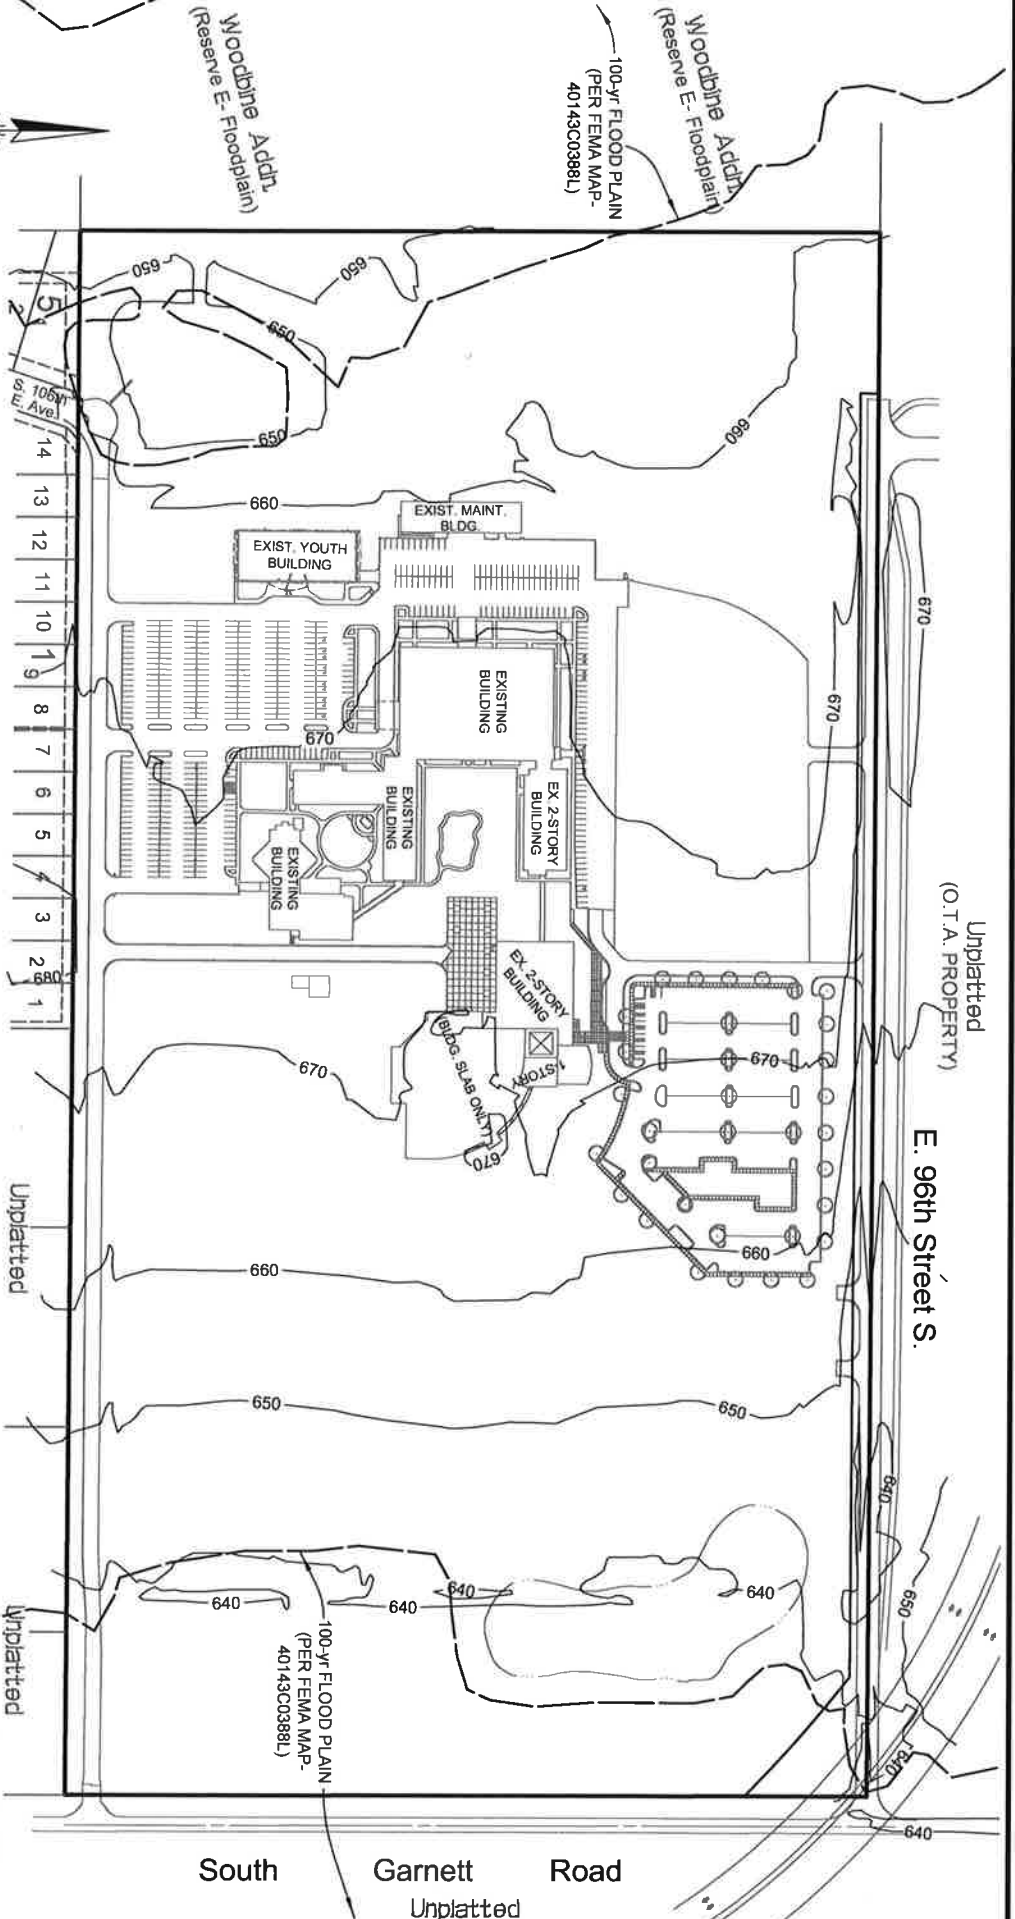 Woodbine Addn.
(Reserve E- Floodplain)
100-yr FLOOD PLAIN
(PER FEMA MAP-
40143C0388L)
Woodbine Addn.
(Reserve E- Floodplain)
650
650
650
650
660
660
5
2
S. 106th
E. Ave.
14
13
12
11
10
1
9
8
7
6
5
4
3
2
1
680
EXIST. MAINT.
BLDG.
EXIST. YOUTH
BUILDING
EXISTING
BUILDING
EX. 2-STORY
BUILDING
EXISTING
BUILDING
EXISTING
BUILDING
EX. 2-STORY
BUILDING
1-STORY
(BLDG. SLAB ONLY)
670
670
670
670
670
670
Unplatted
(O.T.A. PROPERTY)
E. 96th Street S.
660
660
650
650
640
640
640
640
640
650
640
640
100-yr FLOOD PLAIN
(PER FEMA MAP-
40143C0388L)
Unplatted
Unplatted
South Garnett Road
Unplatted